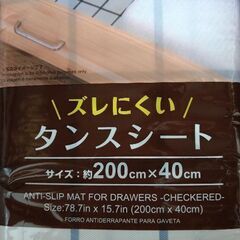 ＼ズレにくい／
タンスシート
サイズ：約200cm×40cm
ANTI-SLIP MAT FOR DRAWERS -CHECKERED-
Size:78.7in x 15.7in (200cm x 40cm)
FORRO ANTIDERRAPANTE PARA GAVETA